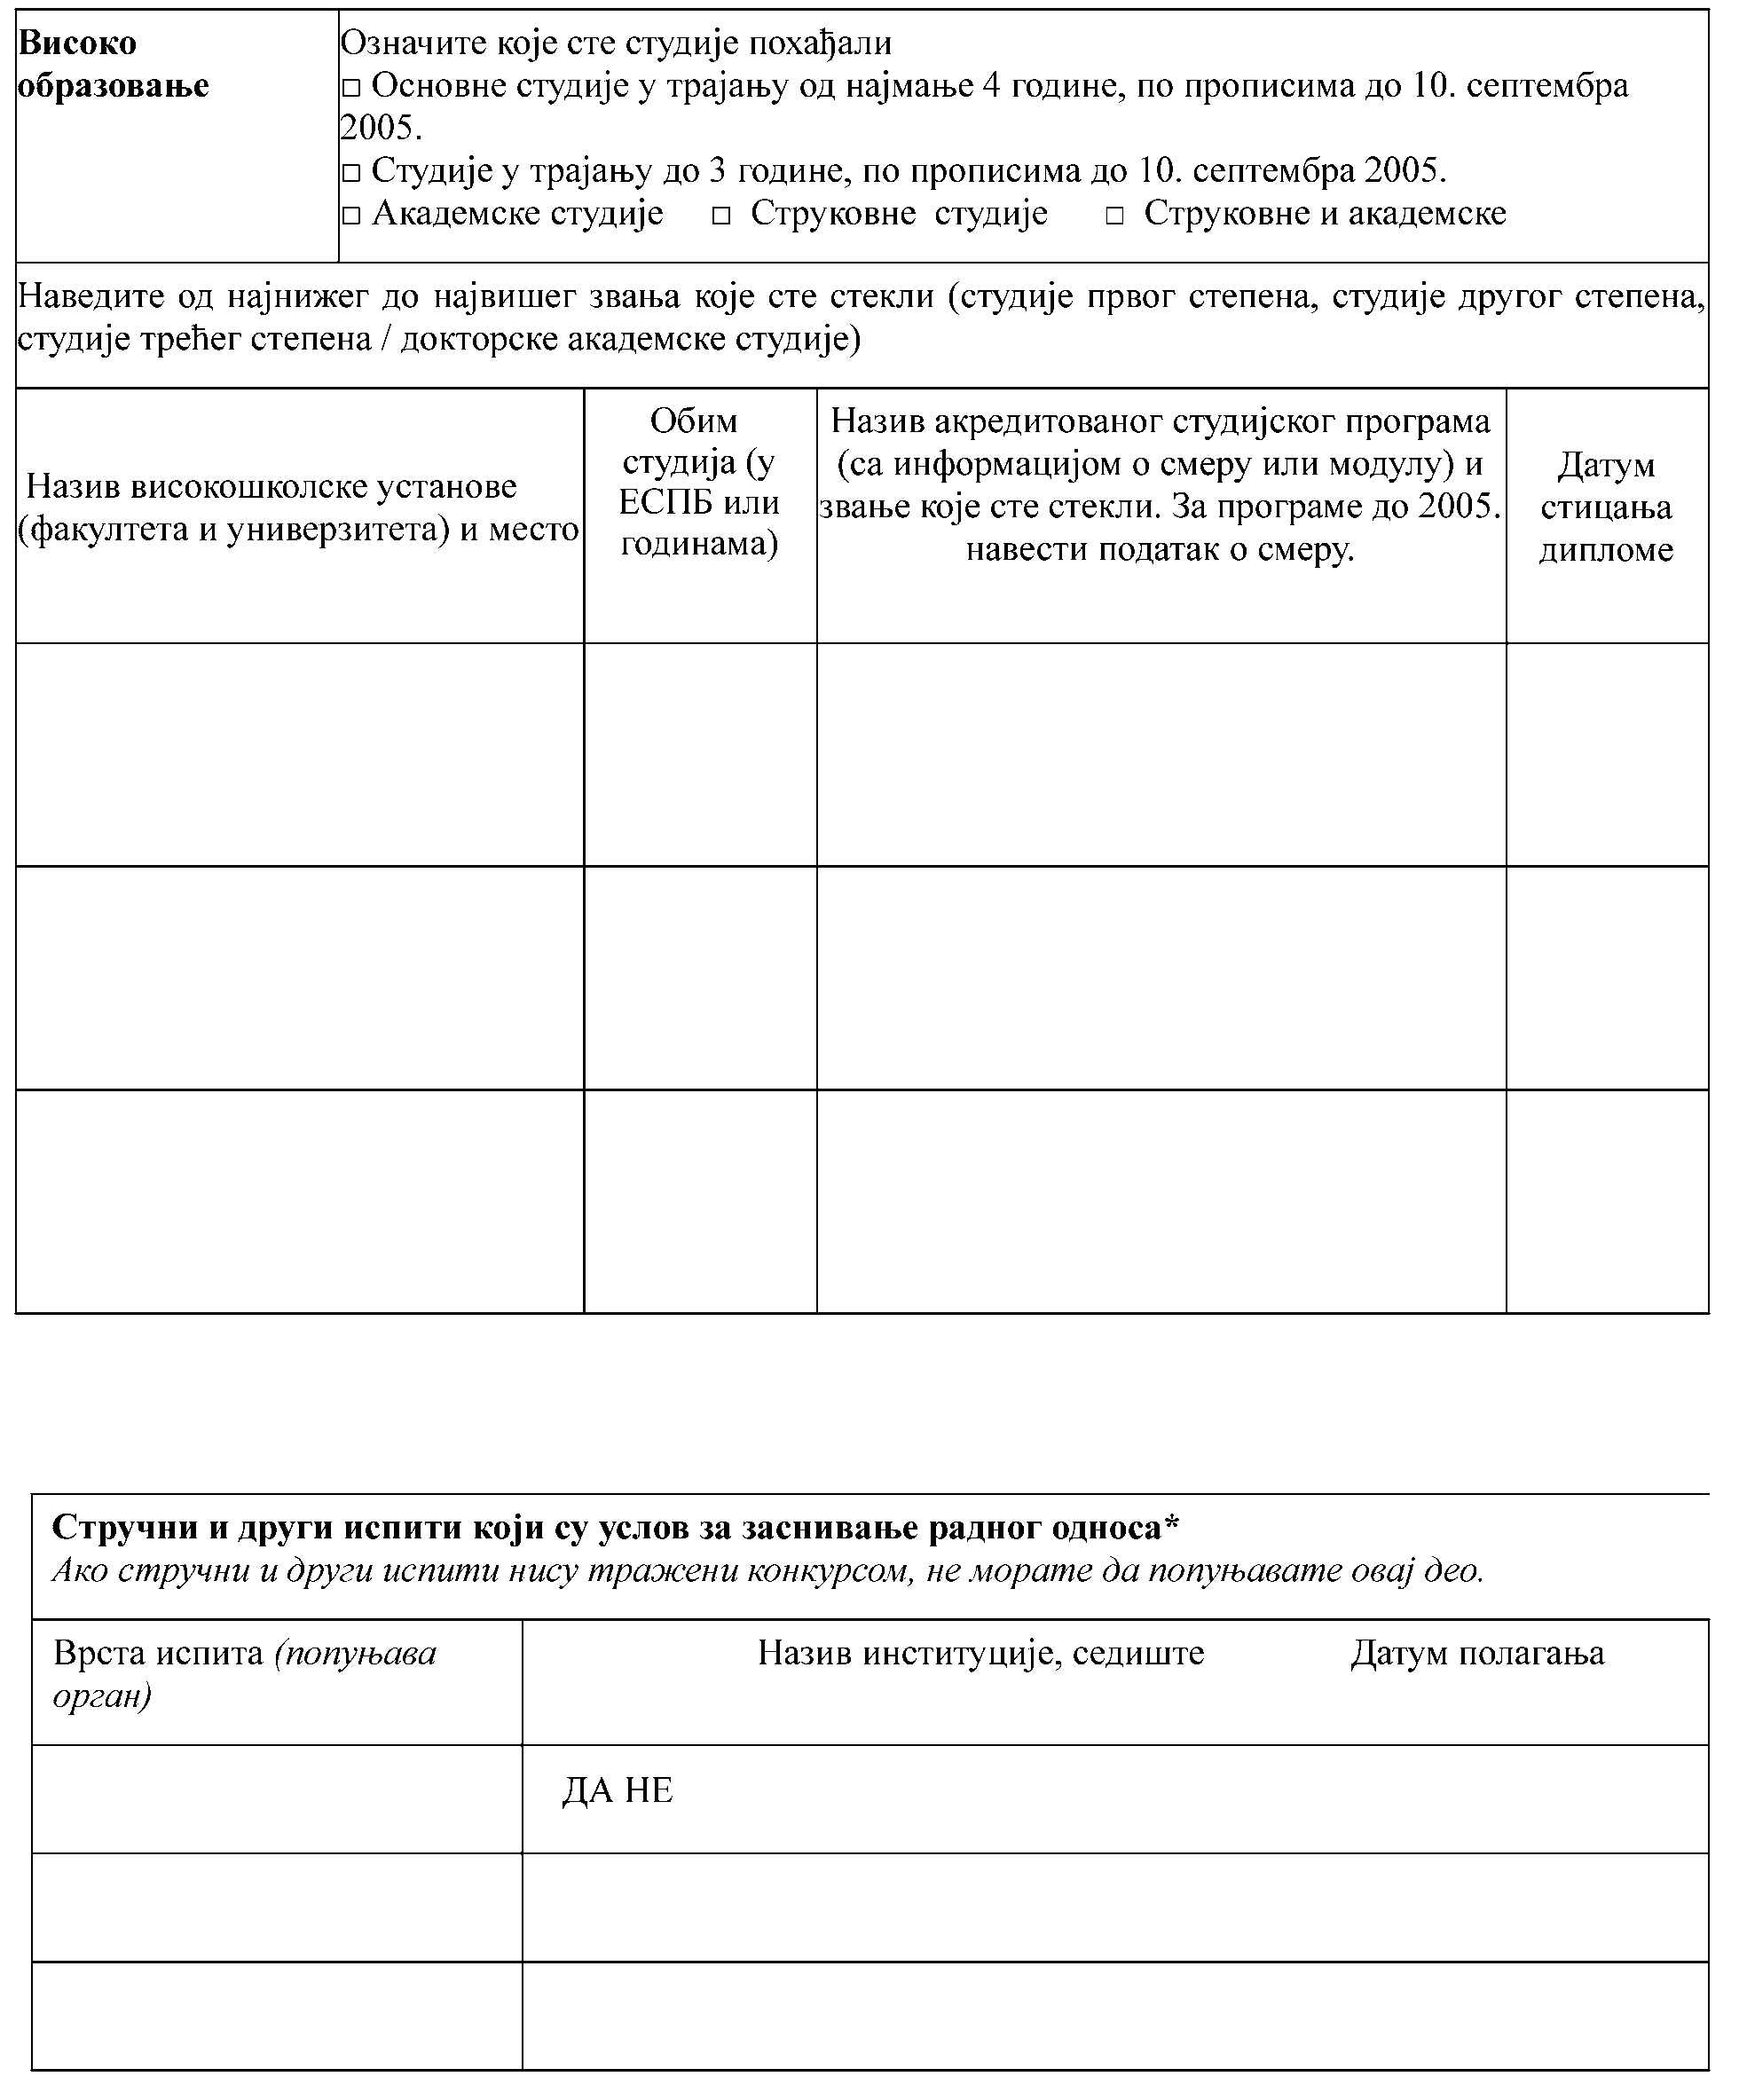 Високо
образовање
Означите које сте студије похађали
□ Основне студије у трајању од најмање 4 године, по прописима до 10. септембра
2005.
□ Студије у трајању до 3 године, по прописима до 10. септембра 2005.
□ Академске студије □ Струковне студије □ Струковне и академске
Наведите од најнижег до највишег звања које сте стекли (студије првог степена, студије другог степена,
студије трећег степена / докторске академске студије)
Назив високошколске установе
(факултета и универзитета) и место
Обим
студија (у
ЕСПБ или
годинама)
Назив акредитованог студијског програма
(са информацијом о смеру или модулу) и
звање које сте стекли. За програме до 2005.
навести податак о смеру.
Датум
стицања
дипломе
Стручни и други испити који су услов за заснивање радног односа*
Ако стручни и други испити нису тражени конкурсом, не морате да попуњавате овај део.
Врста испита (попуњава
орган)
Назив институције, седиште Датум полагања
ДА НЕ